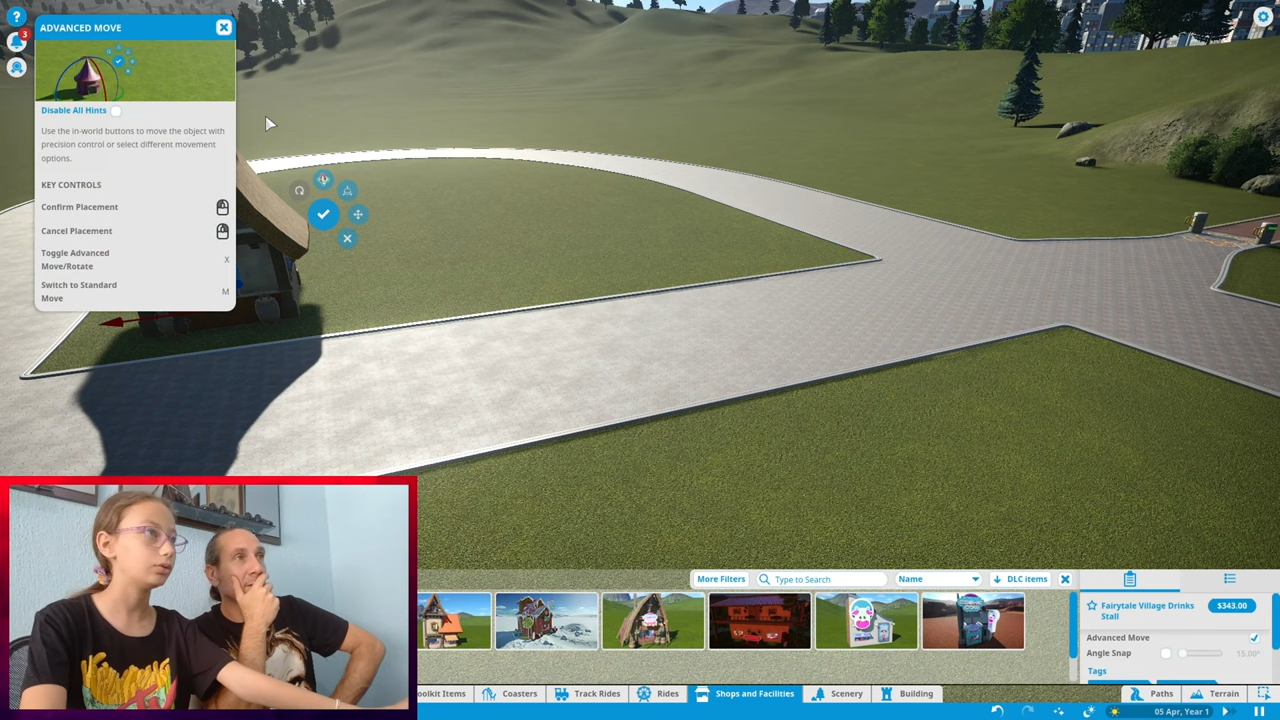 ADVANCED MOVE
3
Disable All Hints
Use the in-world buttons to move the object with
precision control or select different movement
options.
KEY CONTROLS
Confirm Placement
Cancel Placement
Toggle Advanced
Move/Rotate
X
Switch to Standard
Move
M
More Filters
Type to Search
Name
DLC items
Fairytale Village Drinks
Stall
$343.00
Advanced Move
Angle Snap
15.00°
Tags
oolkit Items
Coasters
Track Rides
Rides
Shops and Facilities
Scenery
Building
Paths
Terrain
05 Apr, Year 1